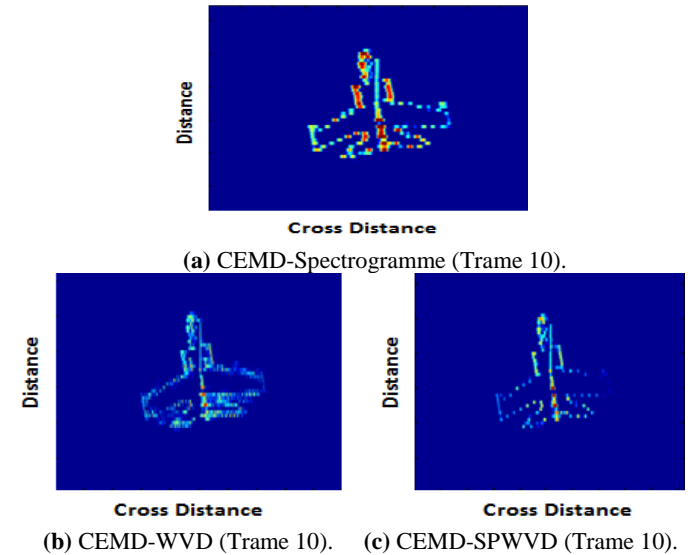 Distance
Cross Distance
(a) CEMD-Spectrogramme (Trame 10).
Distance
Distance
Cross Distance
Cross Distance
(b) CEMD-WVD (Trame 10).
(c) CEMD-SPWVD (Trame 10).